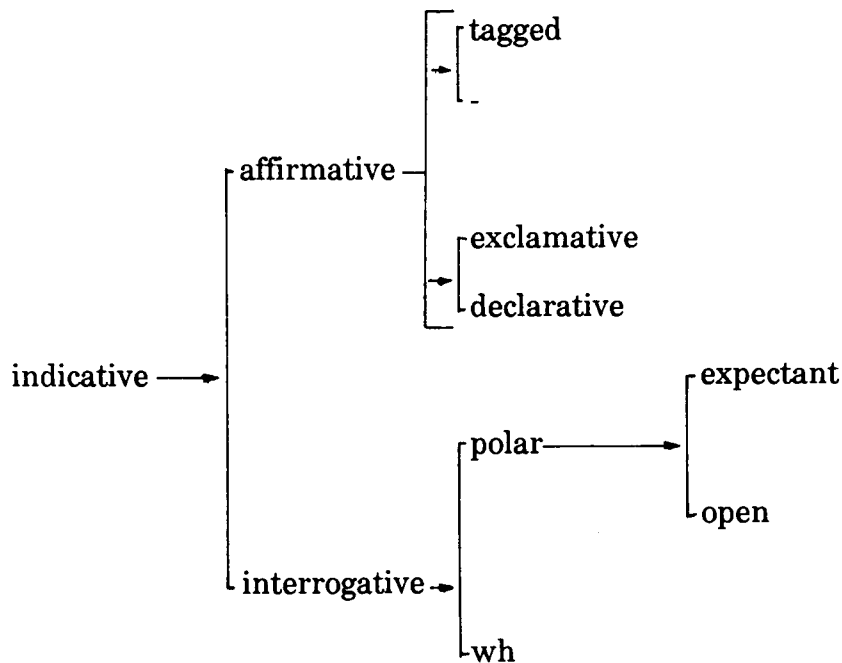 tagged
-
affirmative
exclamative
declarative
indicative
expectant
polar
open
interrogative
wh